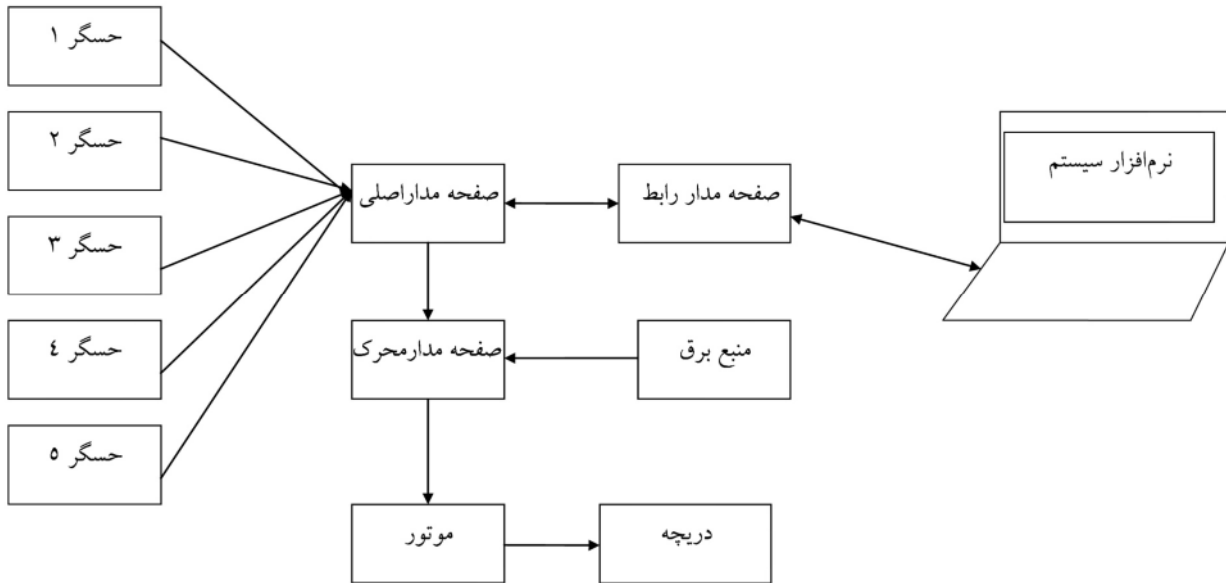 حسگر ۱
حسگر ۲
حسگر ۳
حسگر ٤
حسگر ٥
صفحه مداراصلی
صفحه مدار رابط
نرم‌افزار سیستم
صفحه مدارمحرک
منبع برق
موتور
دریچه